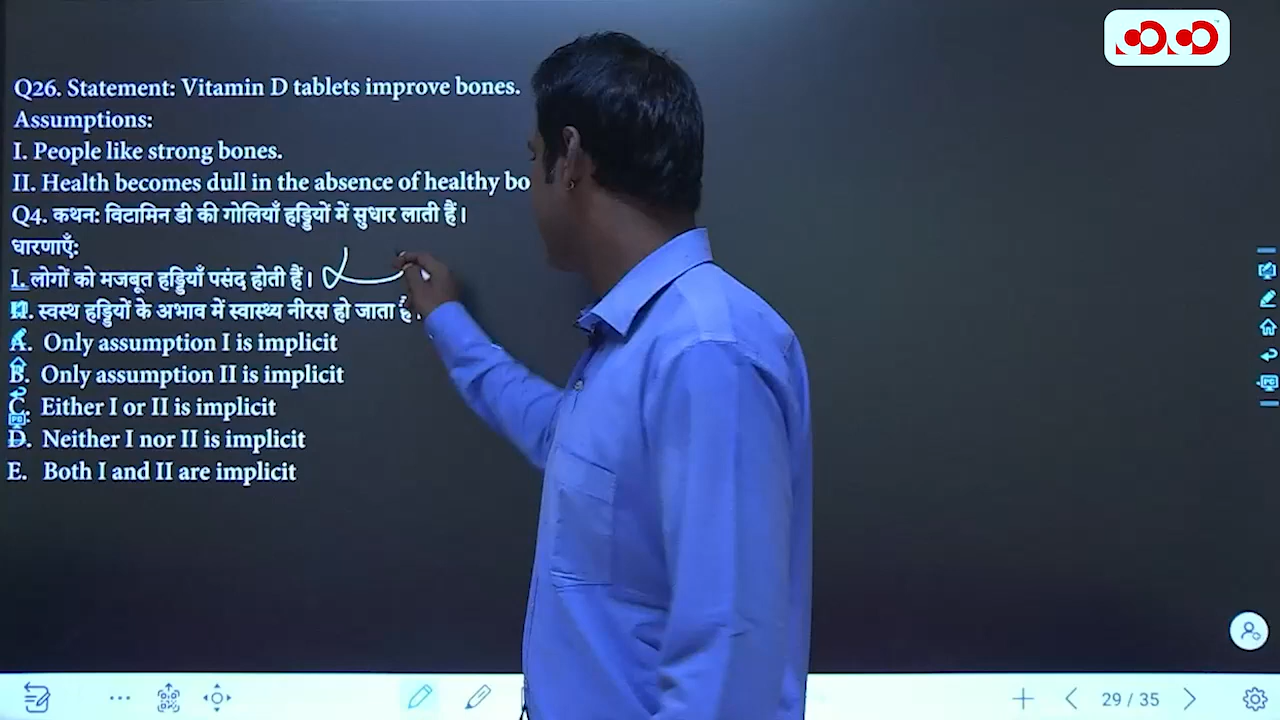 Q26. Statement: Vitamin D tablets improve bones.
Assumptions:
I. People like strong bones.
II. Health becomes dull in the absence of healthy bo
Q4. कथन: विटामिन डी की गोलियाँ हड्डियों में सुधार लाती हैं।
धारणाएँ:
I. लोगों को मजबूत हड्डियाँ पसंद होती हैं।
II. स्वस्थ हड्डियों के अभाव में स्वास्थ्य नीरस हो जाता है।
A. Only assumption I is implicit
B. Only assumption II is implicit
C. Either I or II is implicit
D. Neither I nor II is implicit
E. Both I and II are implicit
29 / 35